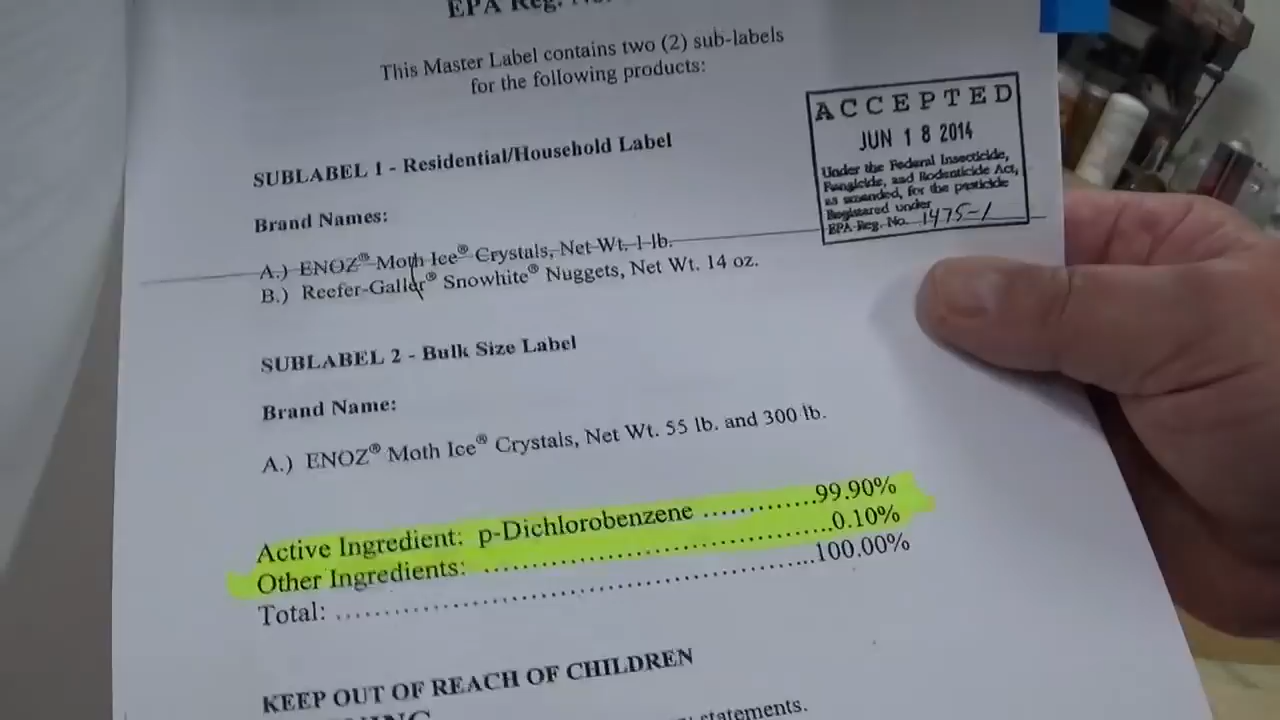 EPA Reg.
This Master Label contains two (2) sub-labels
for the following products:
ACCEPTED
JUN 18 2014
Under the Federal Insecticide,
Fungicide, and Rodenticide Act,
as amended, for the pesticide
Registered under
EPA Reg. No. 1475-1
SUBLABEL 1 - Residential/Household Label
Brand Names:
A.) ENOZ® Moth Ice® Crystals, Net Wt. 1 lb.
B.) Reefer-Galler® Snowhite® Nuggets, Net Wt. 14 oz.
SUBLABEL 2 - Bulk Size Label
Brand Name:
A.) ENOZ® Moth Ice® Crystals, Net Wt. 55 lb. and 300 lb.
Active Ingredient: p-Dichlorobenzene ............99.90%
Other Ingredients: ......................................0.10%
Total: ......................................................100.00%
KEEP OUT OF REACH OF CHILDREN
statements.